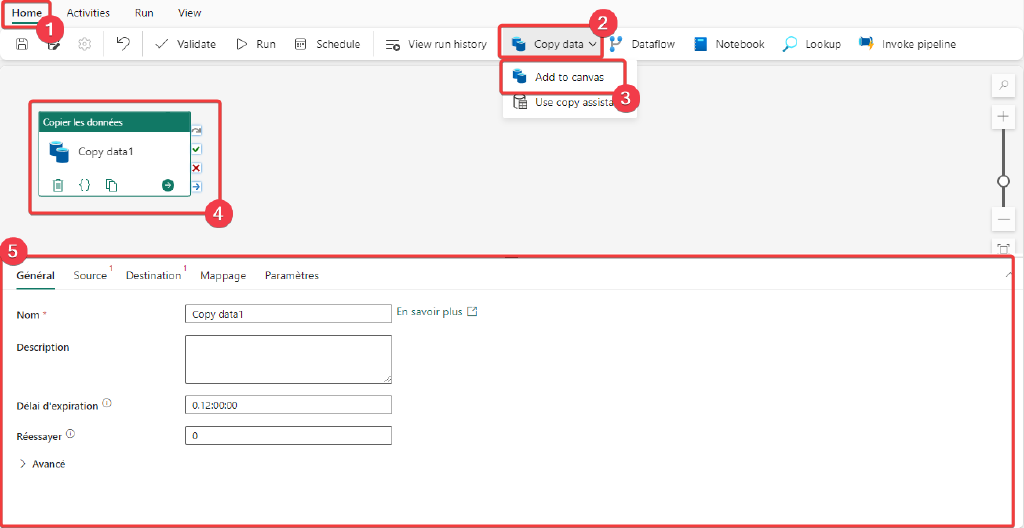 Home Activities Run View
1
2
Validate Run Schedule View run history Copy data Dataflow Notebook Lookup Invoke pipeline
Add to canvas
3
Use copy assista
Copier les données
Copy data1
4
5
Général Source 1 Destination 1 Mappage Paramètres
Nom * Copy data1 En savoir plus
Description
Délai d'expiration 0.12:00:00
Réessayer 0
Avancé